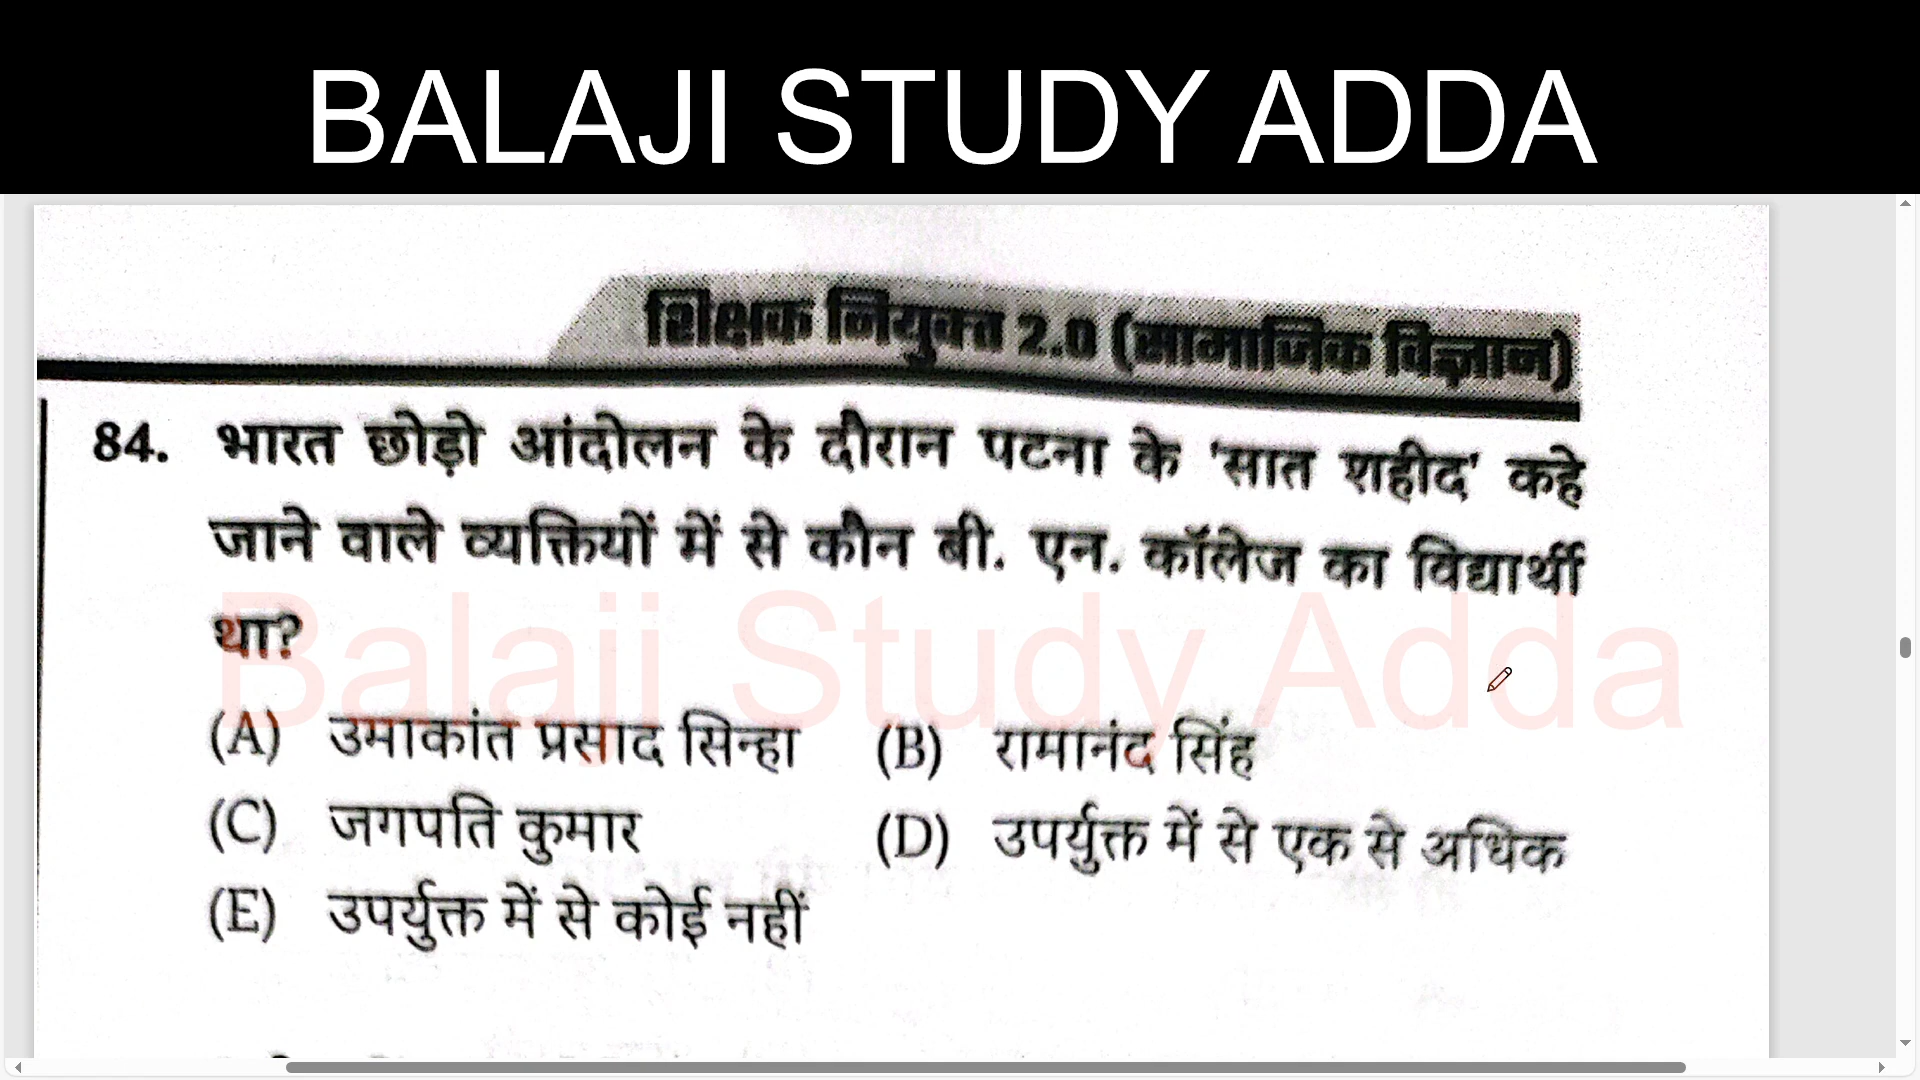 BALAJI STUDY ADDA
शिक्षक नियुक्त 2.0 (सामाजिक विज्ञान)
84. भारत छोड़ो आंदोलन के दौरान पटना के 'सात शहीद' कहे
जाने वाले व्यक्तियों में से कौन बी. एन. कॉलेज का विद्यार्थी
था?
Balaji Study Adda
(A) उमाकांत प्रसाद सिन्हा (B) रामानंद सिंह
(C) जगपति कुमार (D) उपर्युक्त में से एक से अधिक
(E) उपर्युक्त में से कोई नहीं